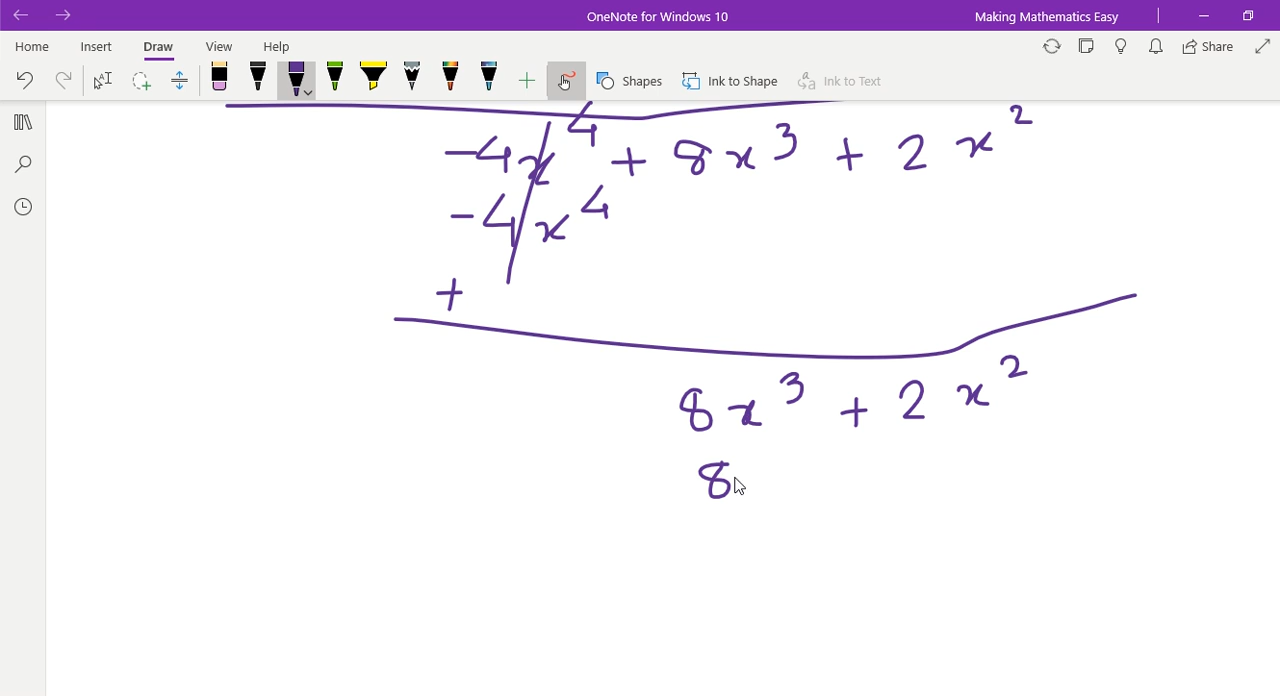 OneNote for Windows 10 Making Mathematics Easy
Home Insert Draw View Help Share
Shapes Ink to Shape Ink to Text
-4x⁴ + 8x³ + 2x²
-4x⁴
+
8x³ + 2x²
8